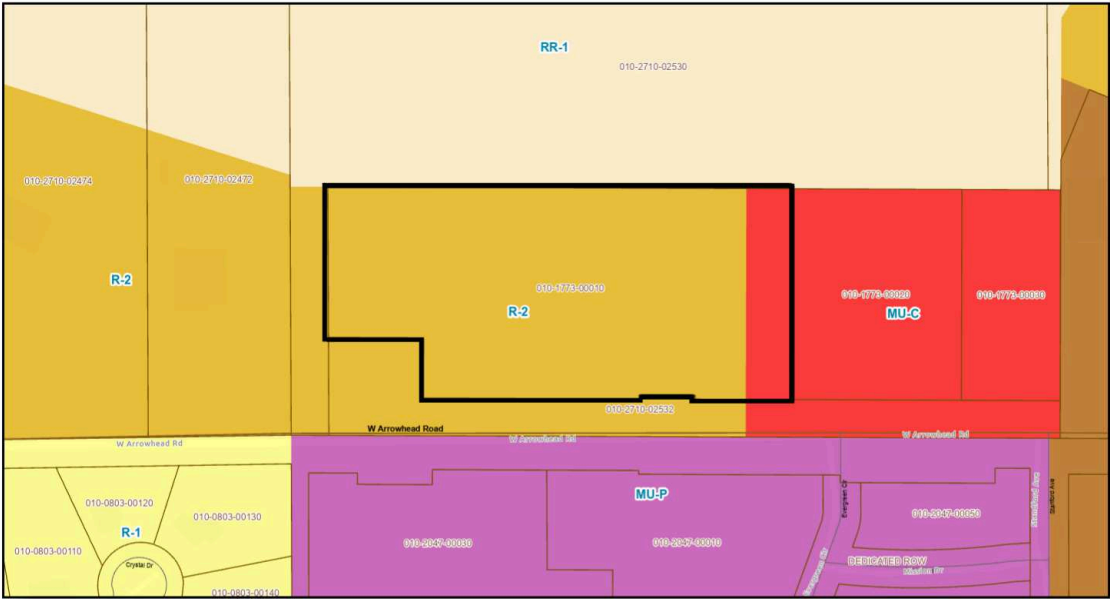 RR-1
010-2710-02530
010-2710-02474
010-2710-02472
R-2
010-1773-00010
R-2
010-1773-00020
010-1773-00030
MU-C
010-2710-02532
W Arrowhead Road
W Arrowhead Rd
W Arrowhead Rd
W Arrowhead Rd
MU-P
010-0803-00120
010-0803-00130
R-1
010-0803-00110
Crystal Dr
010-0803-00140
010-2047-00030
010-2047-00010
Evergreen Cir
Evergreen Cir
010-2047-00050
Stanford Ave
DEDICATED ROW
Mission Dr